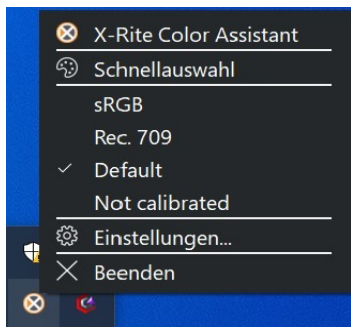 X-Rite Color Assistant
Schnellauswahl
sRGB
Rec. 709
Default
Not calibrated
Einstellungen...
Beenden